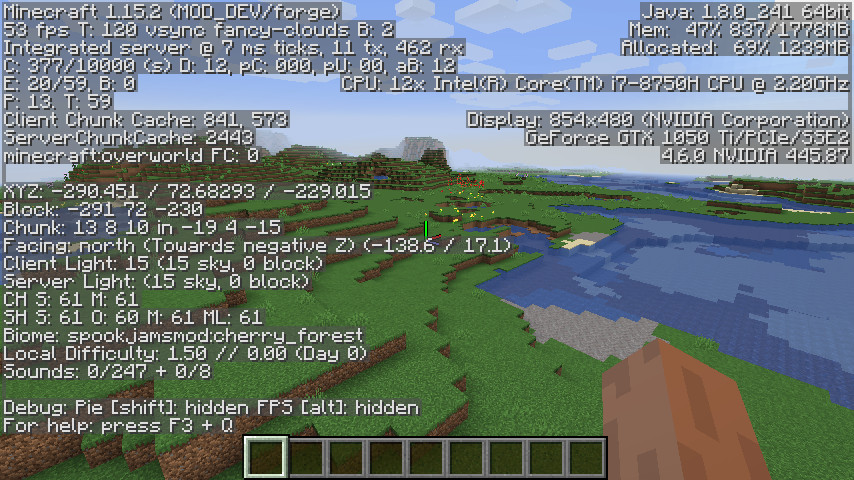 Minecraft 1.15.2 (MOD_DEV/forge)
53 fps T: 120 vsync fancy-clouds B: 2
Integrated server @ 7 ms ticks, 11 tx, 462 rx
C: 377/10000 (s) D: 12, pC: 000, pU: 00, aB: 12
E: 20/59, B: 0
P: 13. T: 59
Client Chunk Cache: 841, 573
ServerChunkCache: 2443
minecraft:overworld FC: 0
XYZ: -290.451 / 72.68293 / -229.015
Block: -291 72 -230
Chunk: 13 8 10 in -19 4 -15
Facing: north (Towards negative Z) (-138.6 / 17.1)
Client Light: 15 (15 sky, 0 block)
Server Light: (15 sky, 0 block)
CH S: 61 M: 61
SH S: 61 O: 60 M: 61 ML: 61
Biome: spookjamsmod:cherry_forest
Local Difficulty: 1.50 // 0.00 (Day 0)
Sounds: 0/247 + 0/8
Debug: Pie [shift]: hidden FPS [alt]: hidden
For help: press F3 + Q
Java: 1.8.0_241 64bit
Mem: 47% 837/1778MB
Allocated: 69% 1239MB
CPU: 12x Intel(R) Core(TM) i7-8750H CPU @ 2.20GHz
Display: 854x480 (NVIDIA Corporation)
GeForce GTX 1050 Ti/PCIe/SSE2
4.6.0 NVIDIA 445.87